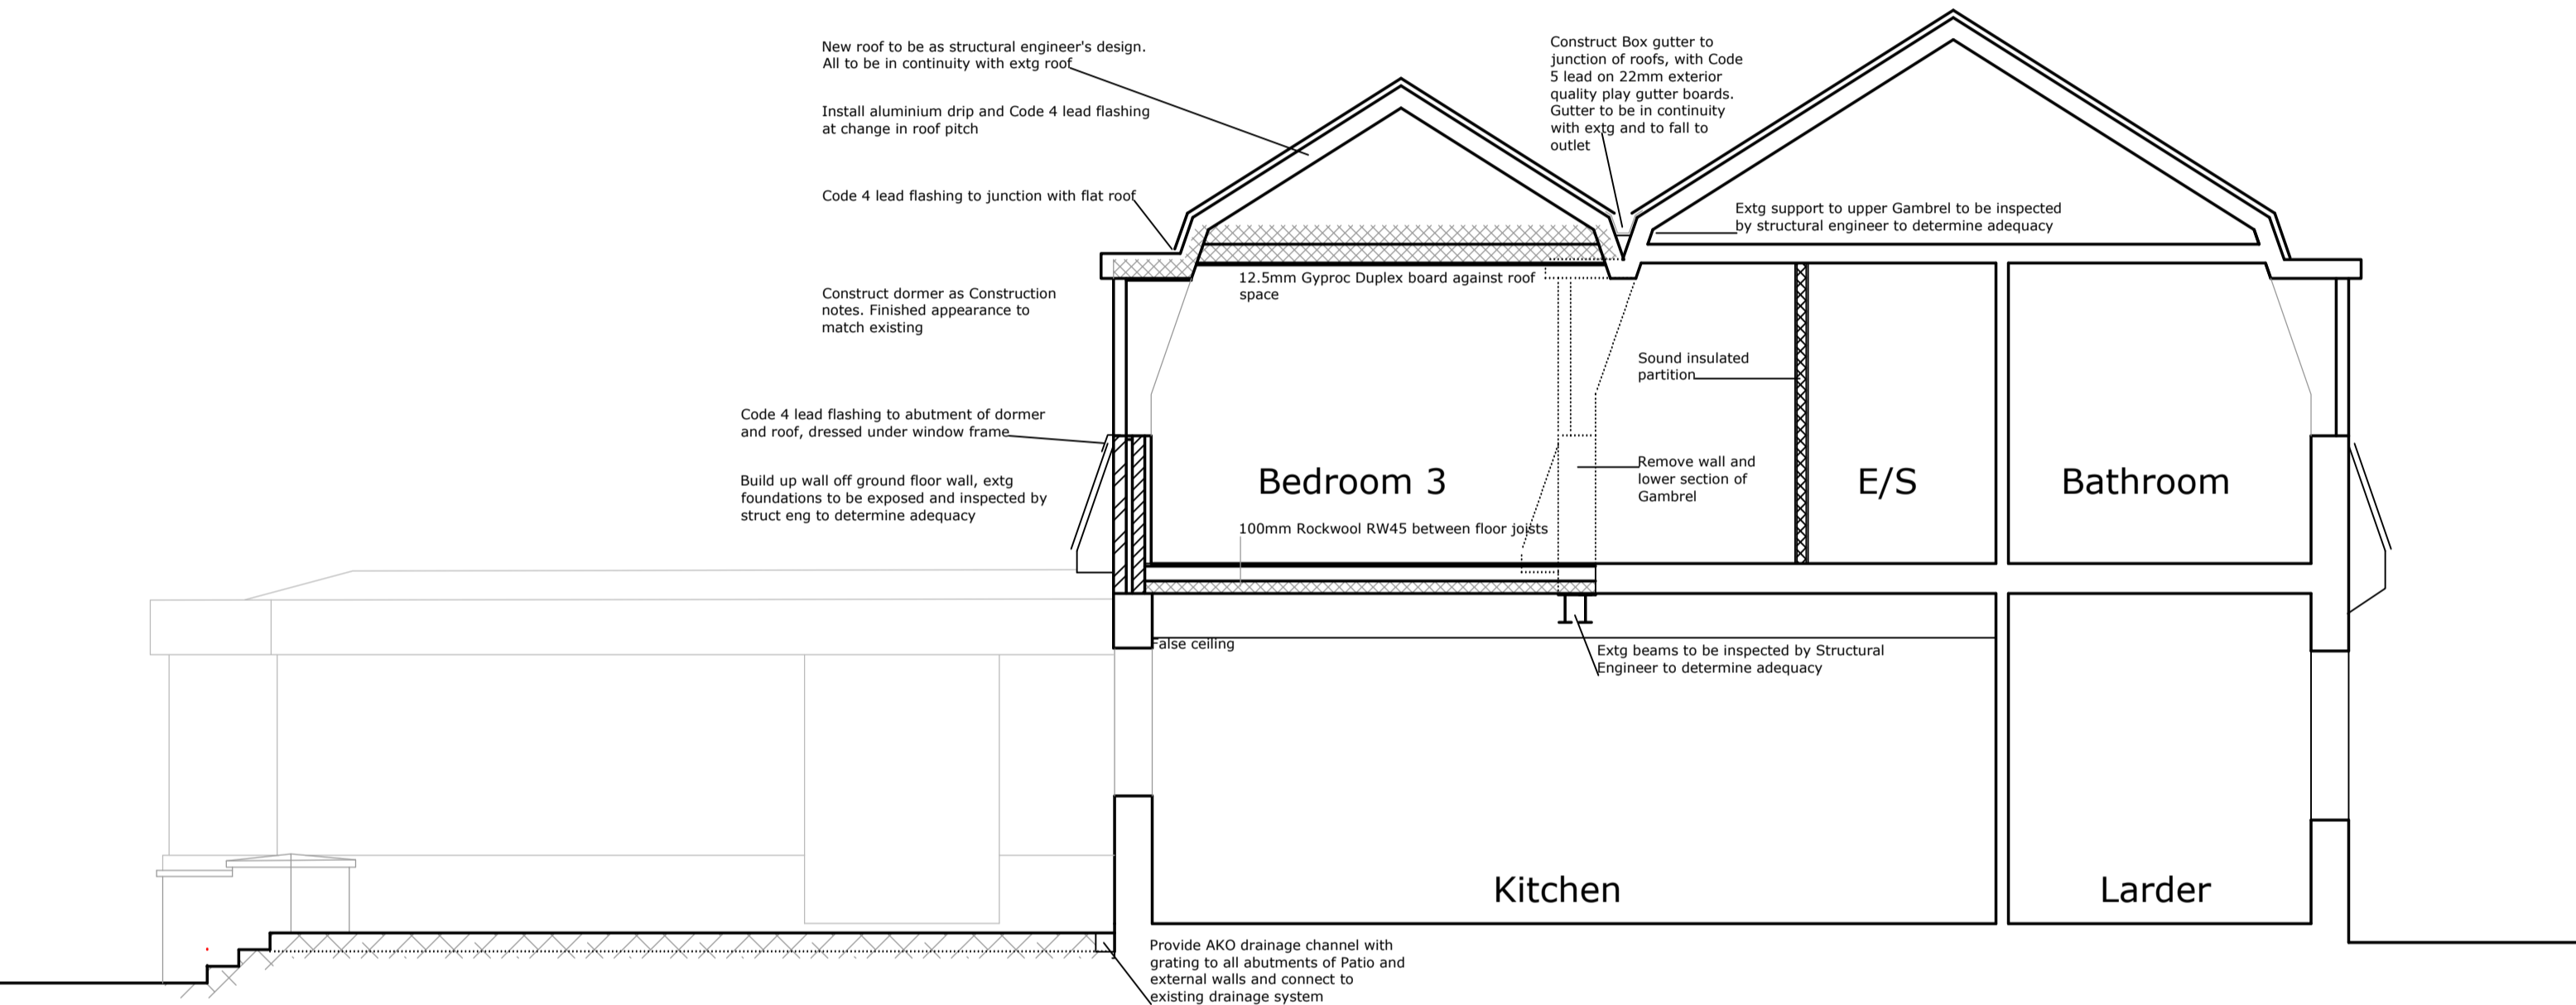 New roof to be as structural engineer's design.
All to be in continuity with extg roof
Install aluminium drip and Code 4 lead flashing
at change in roof pitch
Code 4 lead flashing to junction with flat roof
Construct dormer as Construction
notes. Finished appearance to
match existing
Code 4 lead flashing to abutment of dormer
and roof, dressed under window frame
Build up wall off ground floor wall, extg
foundations to be exposed and inspected by
struct eng to determine adequacy
Construct Box gutter to
junction of roofs, with Code
5 lead on 22mm exterior
quality play gutter boards.
Gutter to be in continuity
with extg and to fall to
outlet
Extg support to upper Gambrel to be inspected
by structural engineer to determine adequacy
12.5mm Gyproc Duplex board against roof
space
Sound insulated
partition
Remove wall and
lower section of
Gambrel
Bedroom 3
E/S
Bathroom
100mm Rockwool RW45 between floor joists
False ceiling
Extg beams to be inspected by Structural
Engineer to determine adequacy
Kitchen
Larder
Provide AKO drainage channel with
grating to all abutments of Patio and
external walls and connect to
existing drainage system